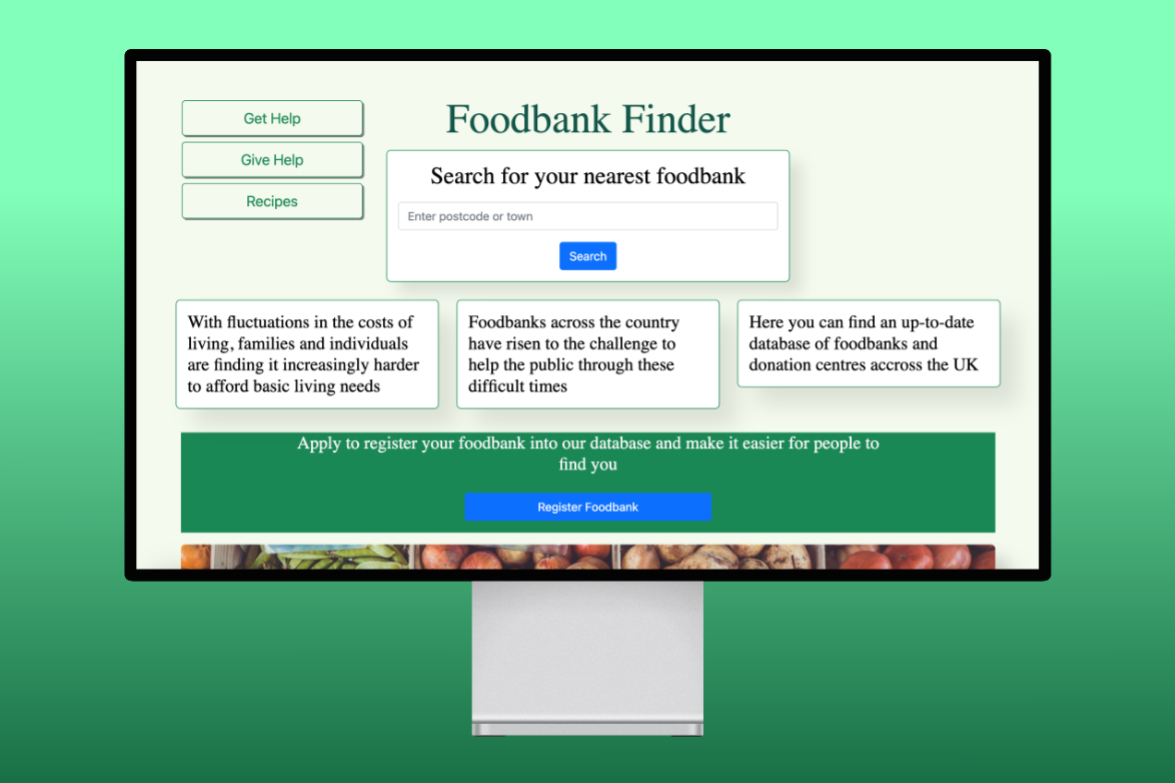 Get Help
Give Help
Recipes
Foodbank Finder
Search for your nearest foodbank
Enter postcode or town
Search
With fluctuations in the costs of
living, families and individuals
are finding it increasingly harder
to afford basic living needs
Foodbanks across the country
have risen to the challenge to
help the public through these
difficult times
Here you can find an up-to-date
database of foodbanks and
donation centres accross the UK
Apply to register your foodbank into our database and make it easier for people to
find you
Register Foodbank